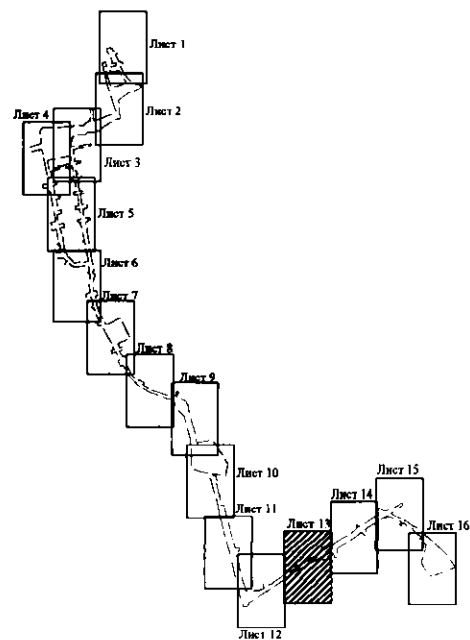 Лист 1
Лист 2
Лист 4
Лист 3
Лист 5
Лист 6
Лист 7
Лист 8
Лист 9
Лист 10
Лист 11
Лист 12
Лист 13
Лист 14
Лист 15
Лист 16